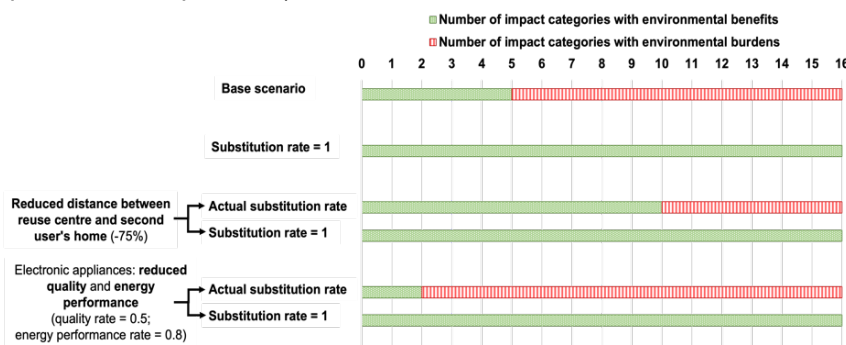 Number of impact categories with environmental benefits
Number of impact categories with environmental burdens
0 1 2 3 4 5 6 7 8 9 10 11 12 13 14 15 16
Base scenario
Substitution rate = 1
Reduced distance between
reuse centre and second
user's home (-75%)
Actual substitution rate
Substitution rate = 1
Electronic appliances: reduced
quality and energy
performance
(quality rate = 0.5;
energy performance rate = 0.8)
Actual substitution rate
Substitution rate = 1